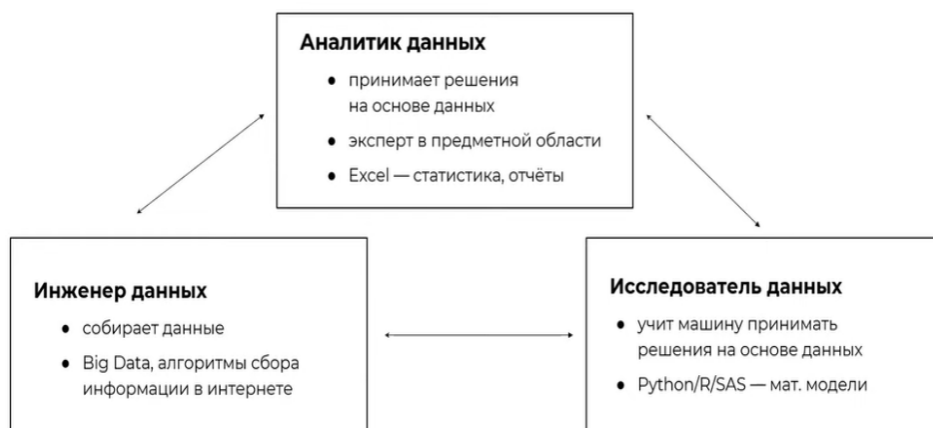 Аналитик данных
● принимает решения
на основе данных
● эксперт в предметной области
● Excel — статистика, отчёты
Инженер данных
● собирает данные
● Big Data, алгоритмы сбора
информации в интернете
Исследователь данных
● учит машину принимать
решения на основе данных
● Python/R/SAS — мат. модели